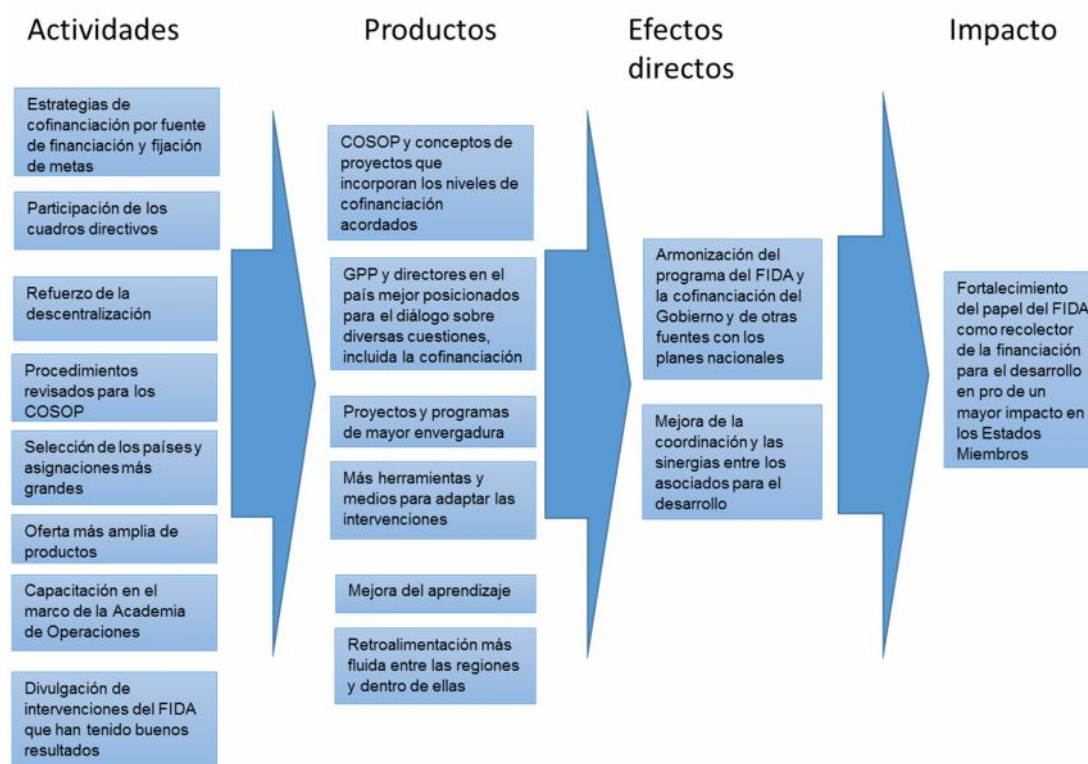 Actividades
Productos
Efectos
directos
Impacto
Estrategias de
cofinanciación por fuente
de financiación y fijación
de metas
Participación de los
cuadros directivos
Refuerzo de la
descentralización
Procedimientos
revisados para los
COSOP
Selección de los países y
asignaciones más
grandes
Oferta más amplia de
productos
Capacitación en el
marco de la Academia
de Operaciones
Divulgación de
intervenciones del FIDA
que han tenido buenos
resultados
COSOP y conceptos de
proyectos que
incorporan los niveles de
cofinanciación
acordados
GPP y directores en el
país mejor posicionados
para el diálogo sobre
diversas cuestiones,
incluida la cofinanciación
Proyectos y programas
de mayor envergadura
Más herramientas y
medios para adaptar las
intervenciones
Mejora del aprendizaje
Retroalimentación más
fluida entre las regiones
y dentro de ellas
Armonización del
programa del FIDA y
la cofinanciación del
Gobierno y de otras
fuentes con los
planes nacionales
Mejora de la
coordinación y las
sinergias entre los
asociados para el
desarrollo
Fortalecimiento
del papel del FIDA
como recolector
de la financiación
para el desarrollo
en pro de un
mayor impacto en
los Estados
Miembros